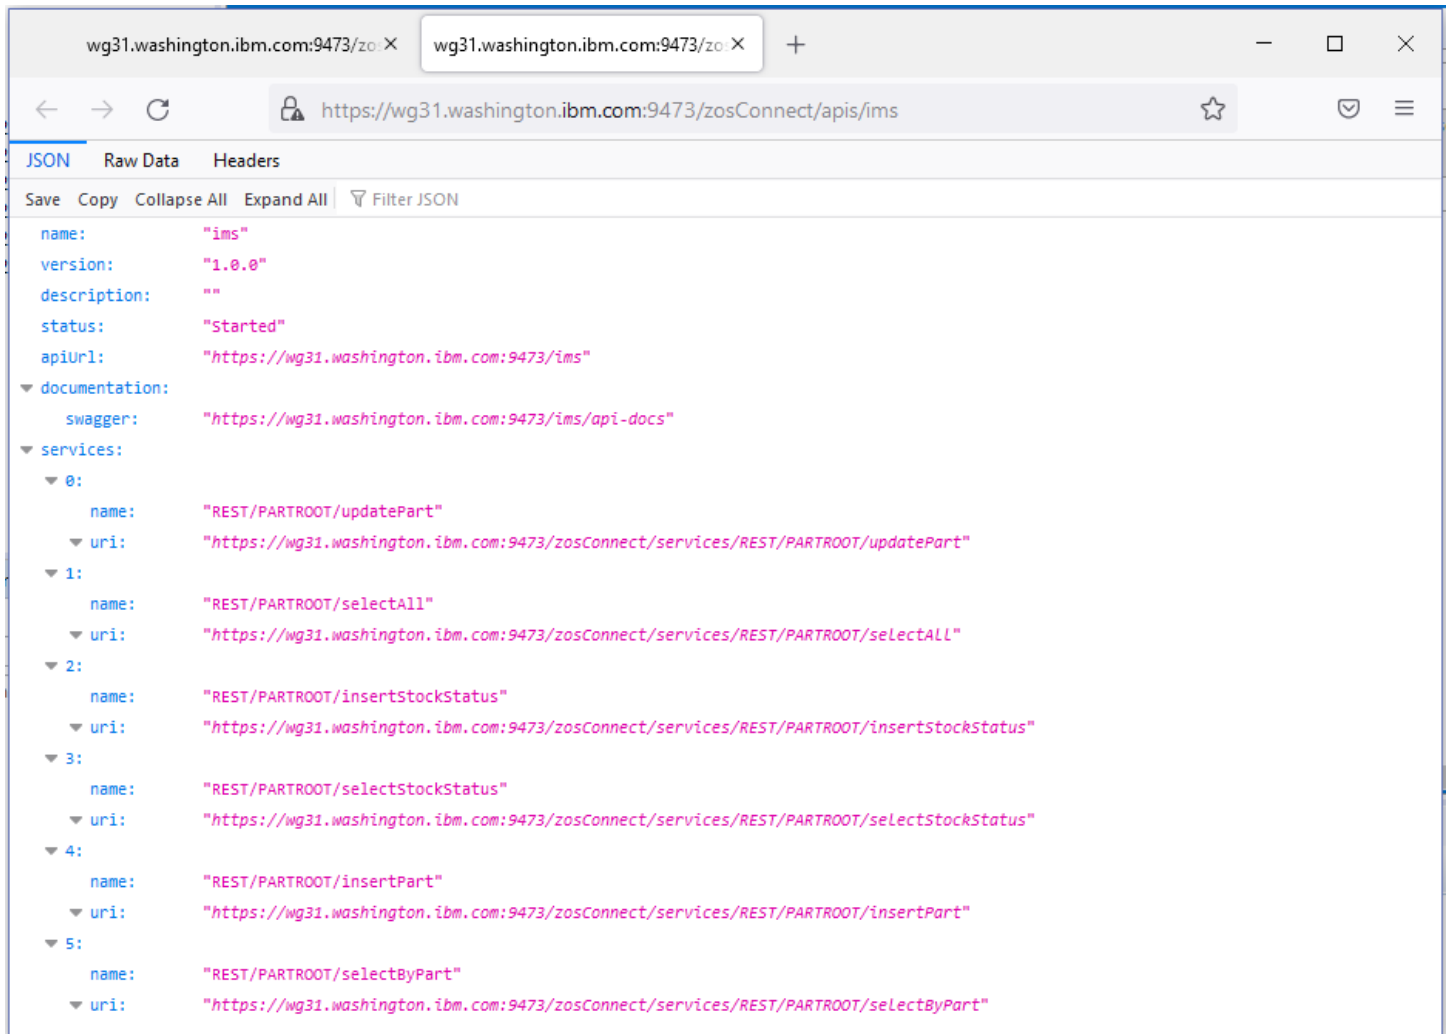 wg31.washington.ibm.com:9473/zo
wg31.washington.ibm.com:9473/zo
https://wg31.washington.ibm.com:9473/zosConnect/apis/ims
JSON Raw Data Headers
Save Copy Collapse All Expand All Filter JSON
name: "ims"
version: "1.0.0"
description: ""
status: "Started"
apiUrl: "https://wg31.washington.ibm.com:9473/ims"
documentation:
swagger: "https://wg31.washington.ibm.com:9473/ims/api-docs"
services:
0:
name: "REST/PARTROOT/updatePart"
uri: "https://wg31.washington.ibm.com:9473/zosConnect/services/REST/PARTROOT/updatePart"
1:
name: "REST/PARTROOT/selectAll"
uri: "https://wg31.washington.ibm.com:9473/zosConnect/services/REST/PARTROOT/selectAll"
2:
name: "REST/PARTROOT/insertStockStatus"
uri: "https://wg31.washington.ibm.com:9473/zosConnect/services/REST/PARTROOT/insertStockStatus"
3:
name: "REST/PARTROOT/selectStockStatus"
uri: "https://wg31.washington.ibm.com:9473/zosConnect/services/REST/PARTROOT/selectStockStatus"
4:
name: "REST/PARTROOT/insertPart"
uri: "https://wg31.washington.ibm.com:9473/zosConnect/services/REST/PARTROOT/insertPart"
5:
name: "REST/PARTROOT/selectByPart"
uri: "https://wg31.washington.ibm.com:9473/zosConnect/services/REST/PARTROOT/selectByPart"